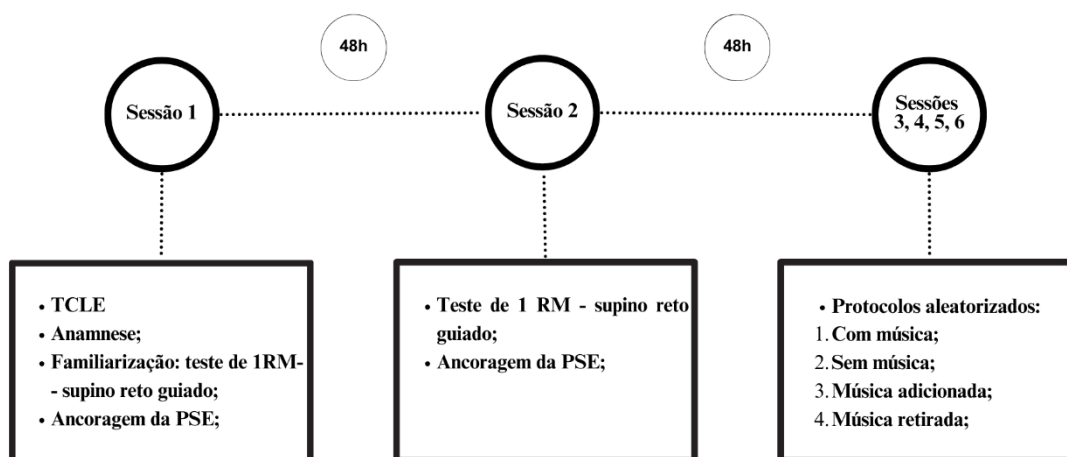 48h
48h
Sessão 1
Sessão 2
Sessões
3, 4, 5, 6
• TCLE
• Anamnese;
• Familiarização: teste de 1RM-
- supino reto guiado;
• Ancoragem da PSE;
• Teste de 1 RM - supino reto
guiado;
• Ancoragem da PSE;
• Protocolos aleatorizados:
1. Com música;
2. Sem música;
3. Música adicionada;
4. Música retirada;